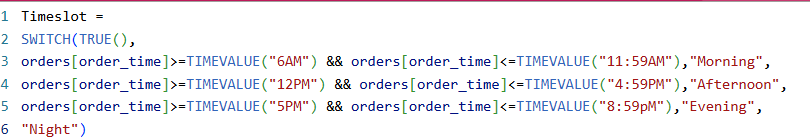 1 Timeslot =
2 SWITCH(TRUE(),
3 orders[order_time]>=TIMEVALUE("6AM") && orders[order_time]<=TIMEVALUE("11:59AM"),"Morning",
4 orders[order_time]>=TIMEVALUE("12PM") && orders[order_time]<=TIMEVALUE("4:59PM"),"Afternoon",
5 orders[order_time]>=TIMEVALUE("5PM") && orders[order_time]<=TIMEVALUE("8:59pM"),"Evening",
6 "Night")